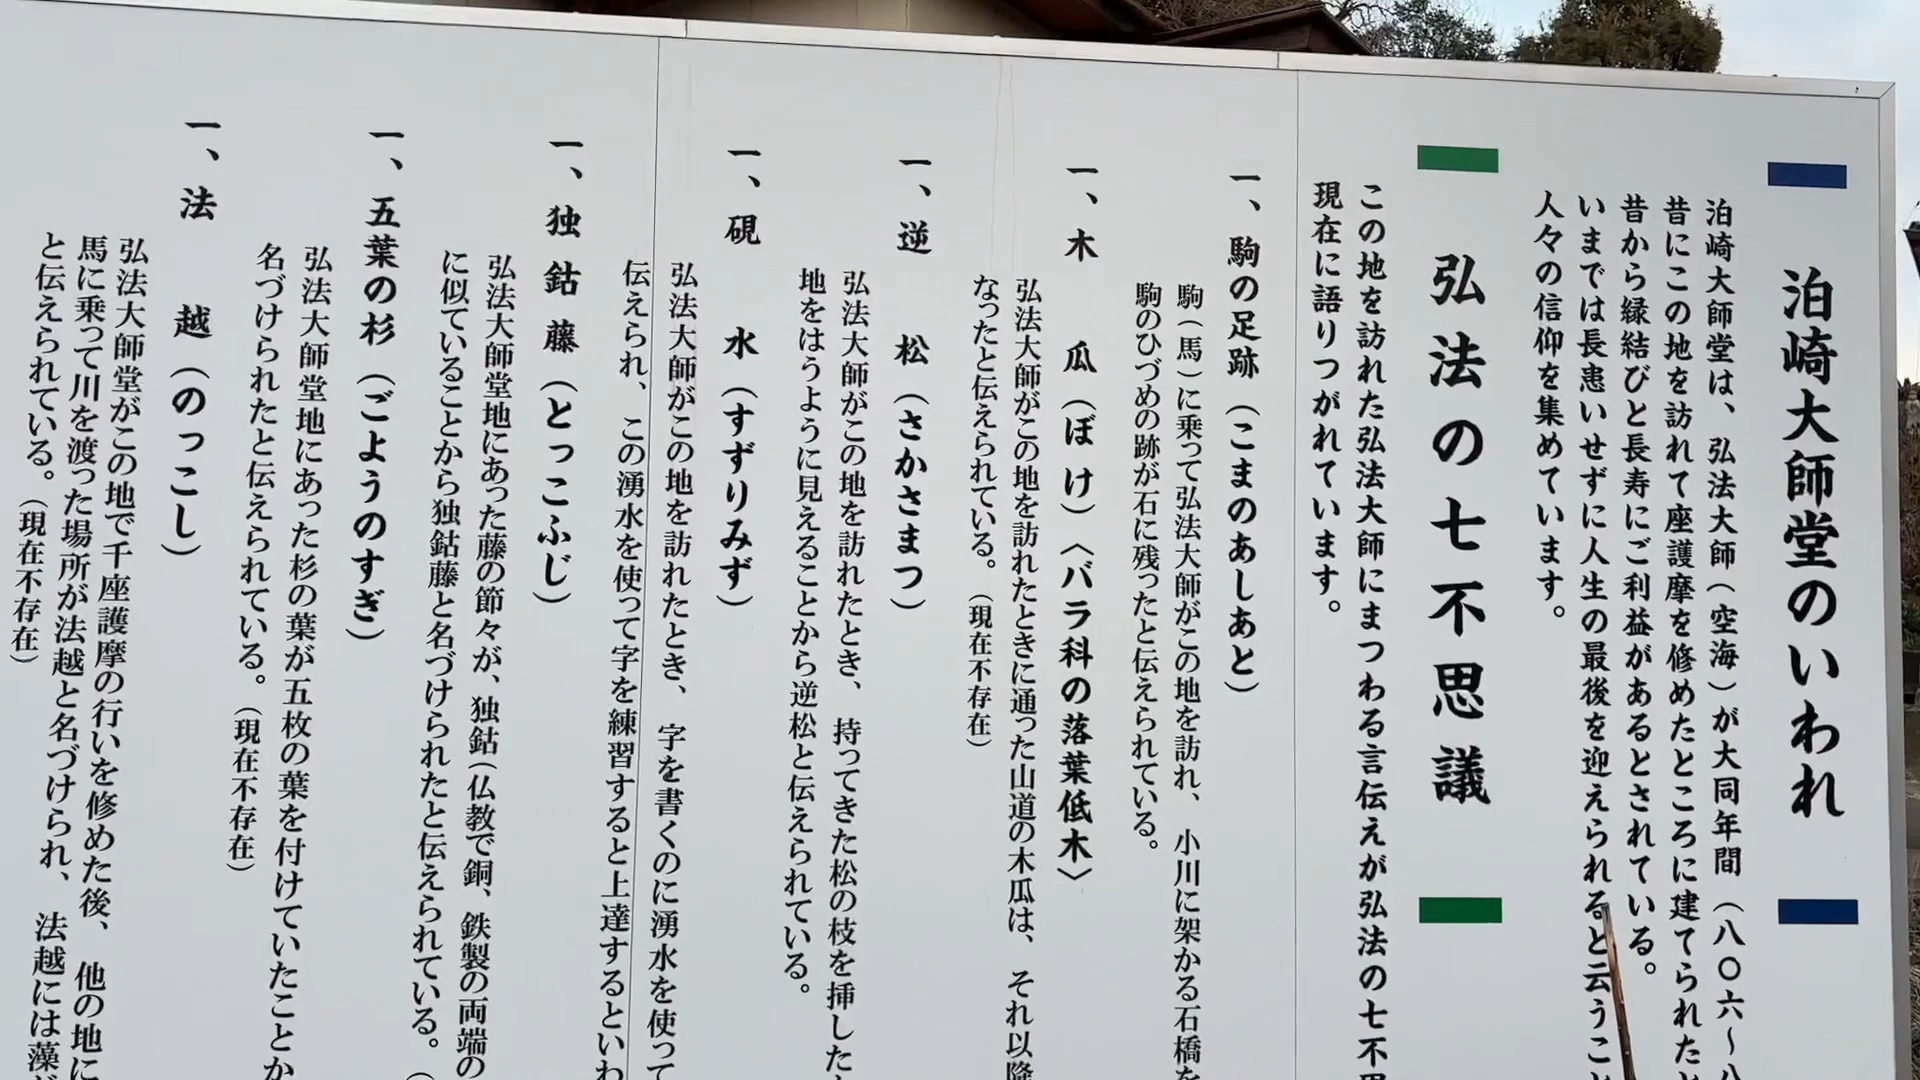 泊崎大師堂のいわれ
泊崎大師堂は、弘法大師（空海）が大同年間（八〇六〜八
昔にこの地を訪れて座護摩を修めたところに建てられたと
昔から縁結びと長寿にご利益があるとされている。
いまでは長患いせずに人生の最後を迎えられると云うこと
人々の信仰を集めています。
弘法の七不思議
この地を訪れた弘法大師にまつわる言伝えが弘法の七不思
現在に語りつがれています。
一、駒の足跡（こまのあしあと）
駒（馬）に乗って弘法大師がこの地を訪れ、小川に架かる石橋を
駒のひづめの跡が石に残ったと伝えられている。
一、木瓜（ぼけ）〈バラ科の落葉低木〉
弘法大師がこの地を訪れたときに通った山道の木瓜は、それ以降
なったと伝えられている。（現在不存在）
一、逆松（さかさまつ）
弘法大師がこの地を訪れたとき、持ってきた松の枝を挿した
地をはうように見えることから逆松と伝えられている。
一、硯水（すずりみず）
弘法大師がこの地を訪れたとき、字を書くのに湧水を使って
伝えられ、この湧水を使って字を練習すると上達するといわ
一、独鈷藤（とっこふじ）
弘法大師堂地にあった藤の節々が、独鈷（仏教で銅、鉄製の両端の
に似ていることから独鈷藤と名づけられたと伝えられている。（
一、五葉の杉（ごようのすぎ）
弘法大師堂地にあった杉の葉が五枚の葉を付けていたことか
名づけられたと伝えられている。（現在不存在）
一、法越（のっこし）
弘法大師堂がこの地で千座護摩の行いを修めた後、他の地に
馬に乗って川を渡った場所が法越と名づけられ、法越には藻が
と伝えられている。（現在不存在）